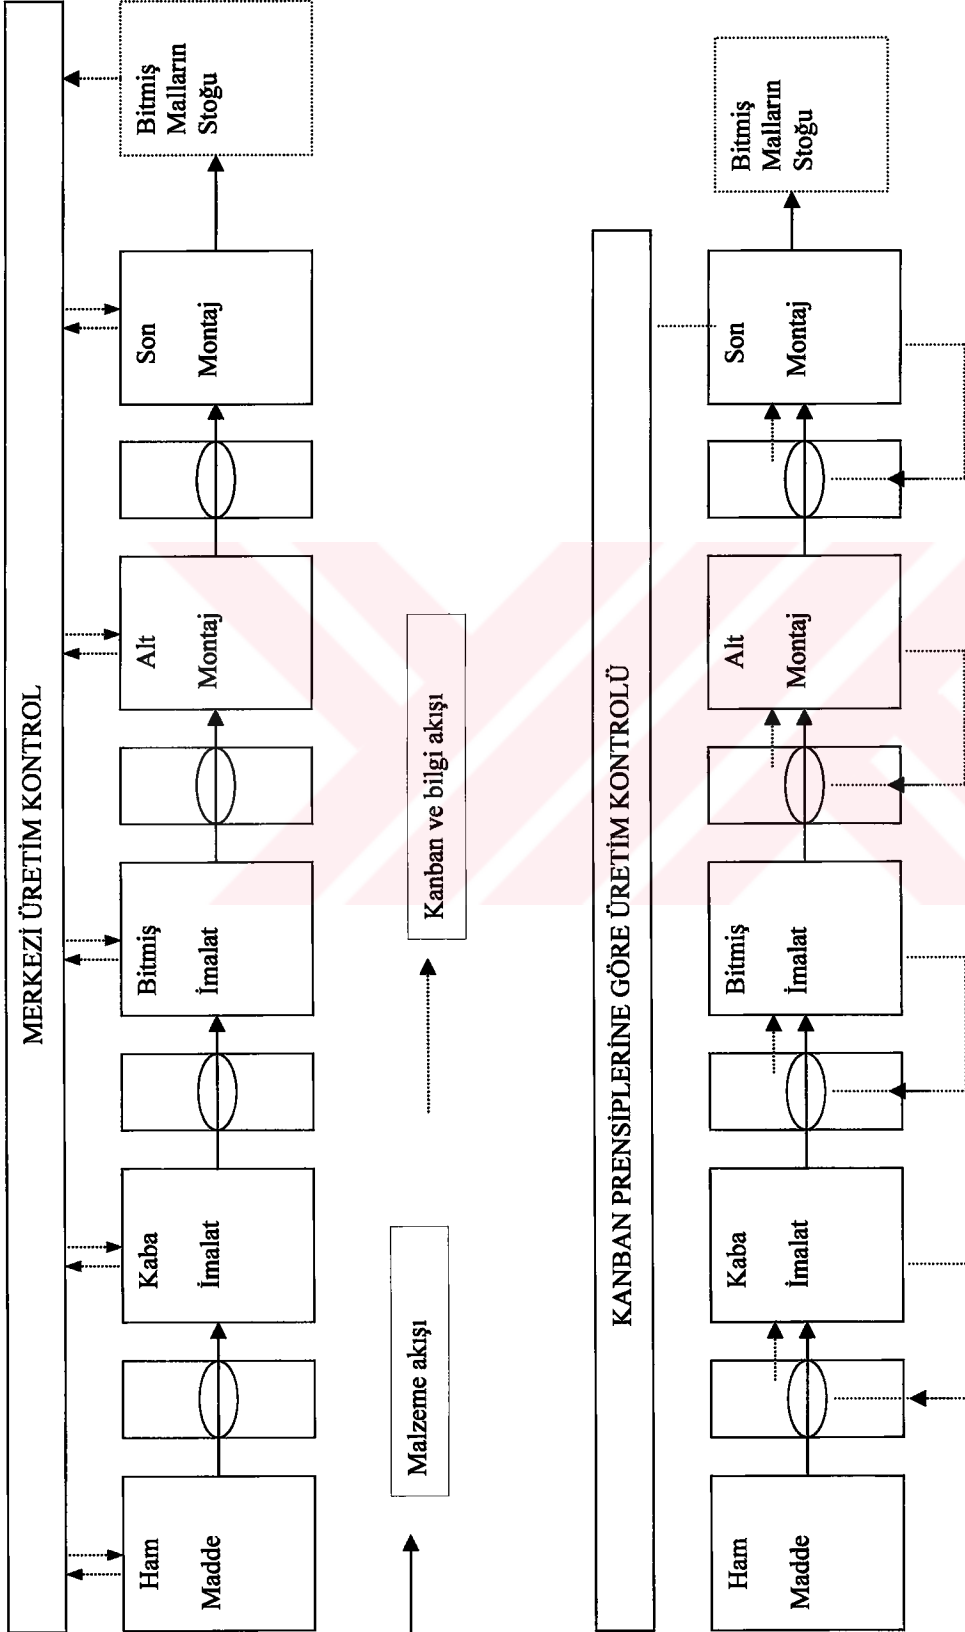 MERKEZİ ÜRETİM KONTROL
Ham
Madde
Kaba
İmalat
Bitmiş
İmalat
Alt
Montaj
Son
Montaj
Bitmiş
Malların
Stoğu
Malzeme akışı
Kanban ve bilgi akışı
KANBAN PRENSİPLERİNE GÖRE ÜRETİM KONTROLÜ
Ham
Madde
Kaba
İmalat
Bitmiş
İmalat
Alt
Montaj
Son
Montaj
Bitmiş
Malların
Stoğu